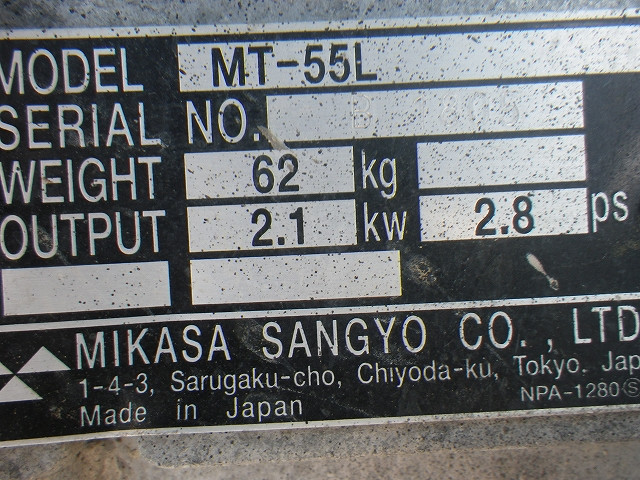 MODEL MT-55L
SERIAL NO.
WEIGHT 62 kg
OUTPUT 2.1 kw 2.8 ps
MIKASA SANGYO CO., LTD
1-4-3, Sarugaku-cho, Chiyoda-ku, Tokyo. Jap
Made in Japan
NPA-1280Ⓢ